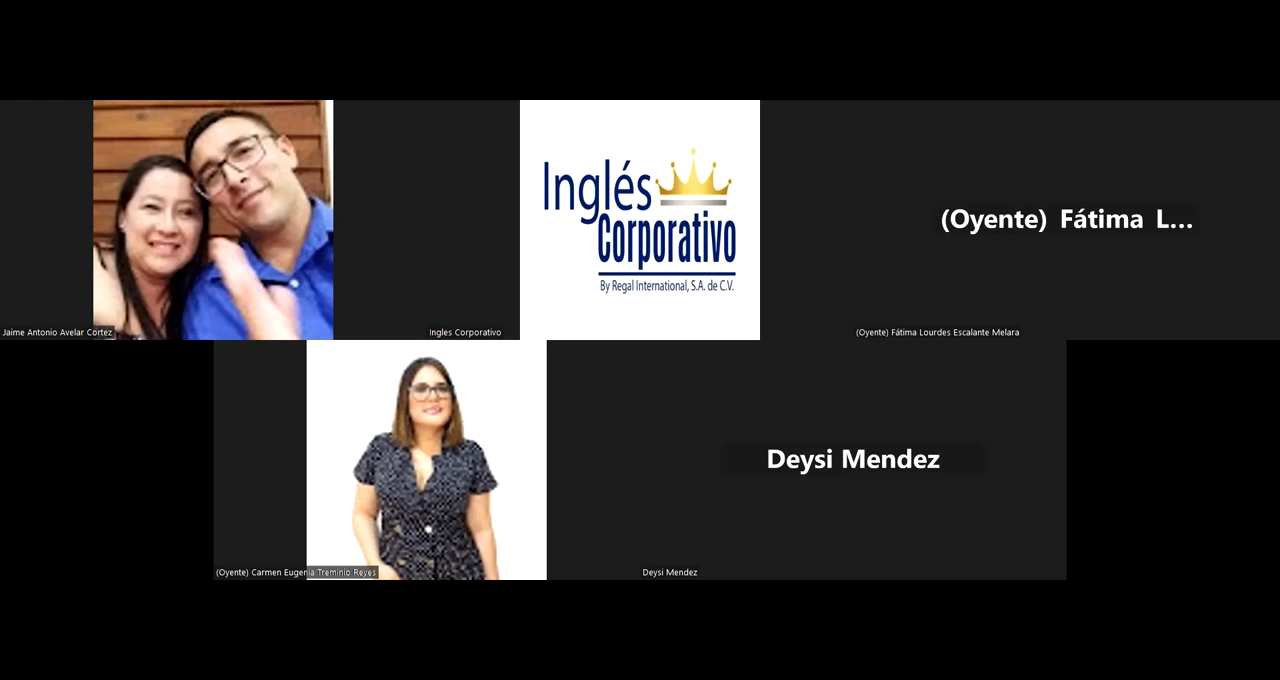 Inglés
Corporativo
By Regal International, S.A. de C.V.
(Oyente) Fátima L...
Jaime Antonio Avelar Cortez
Ingles Corporativo
(Oyente) Fátima Lourdes Escalante Melara
Deysi Mendez
(Oyente) Carmen Eugenia Treminio Reyes
Deysi Mendez